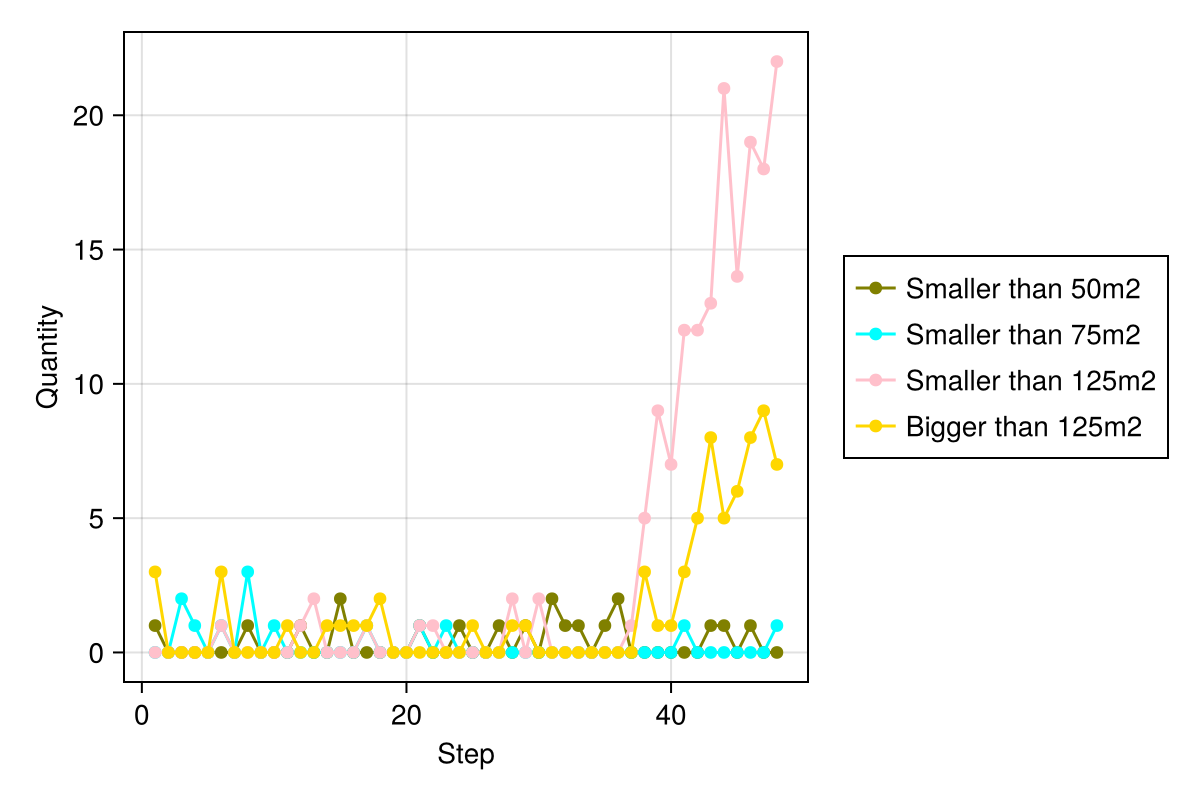 20
15
10
5
0
Quantity
0 20 40
Step
Smaller than 50m2
Smaller than 75m2
Smaller than 125m2
Bigger than 125m2